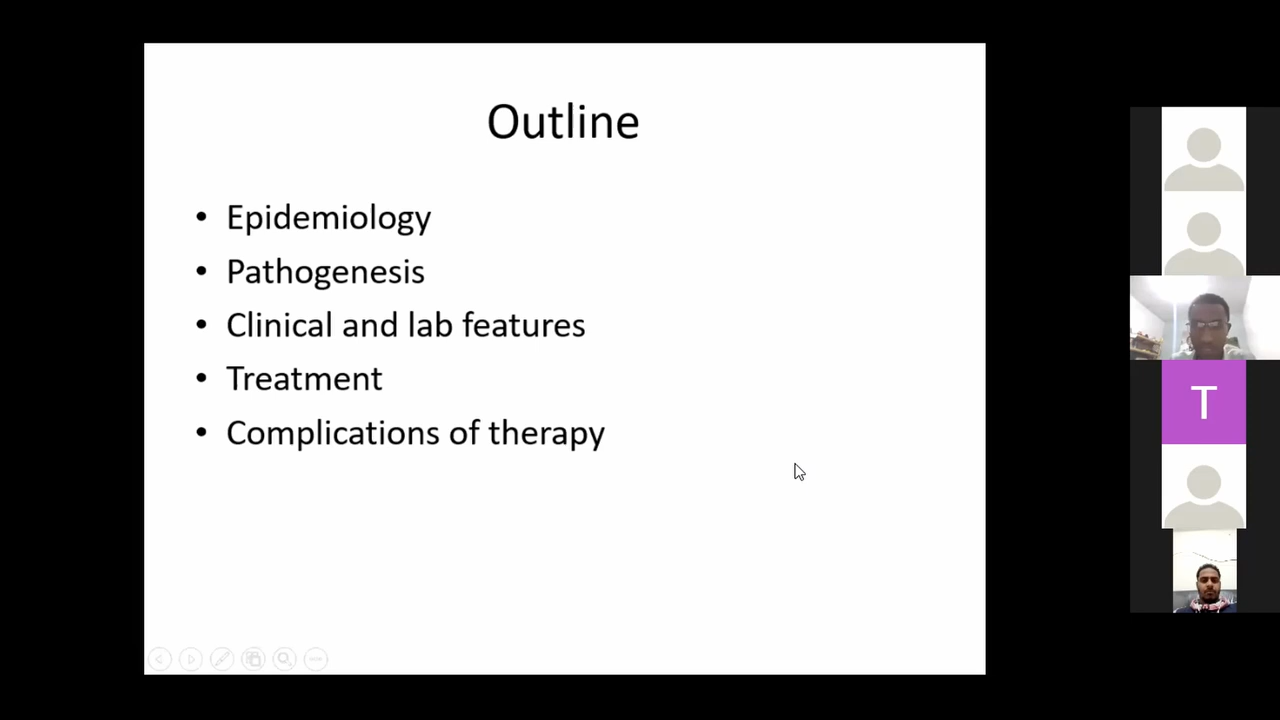 Outline
• Epidemiology
• Pathogenesis
• Clinical and lab features
• Treatment
• Complications of therapy
T